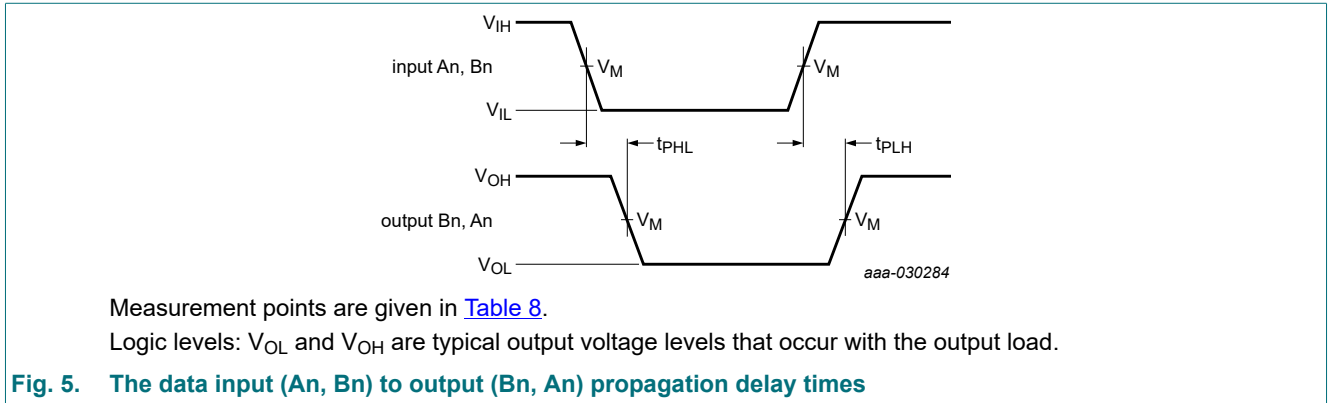 VIH
input An, Bn
VM
VM
VIL
tPHL
tPLH
VOH
output Bn, An
VM
VM
VOL
aaa-030284
Measurement points are given in Table 8.
Logic levels: VOL and VOH are typical output voltage levels that occur with the output load.
Fig. 5. The data input (An, Bn) to output (Bn, An) propagation delay times